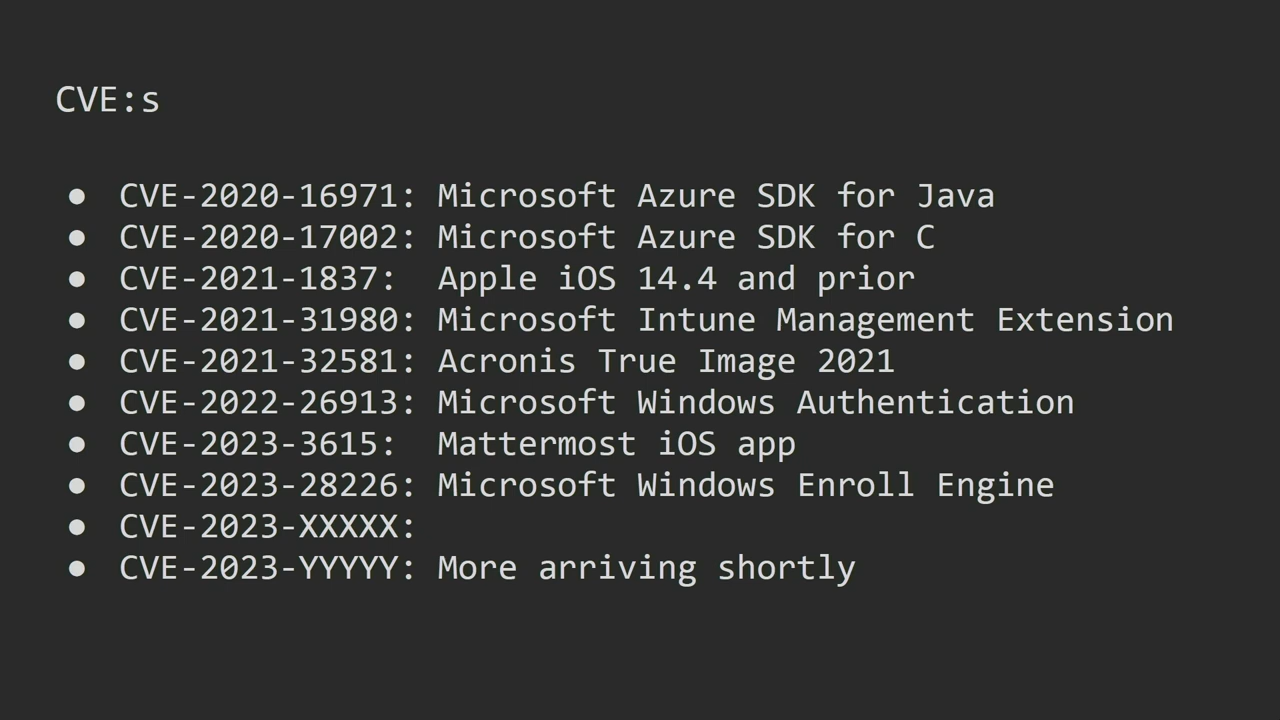 CVE:s
● CVE-2020-16971: Microsoft Azure SDK for Java
● CVE-2020-17002: Microsoft Azure SDK for C
● CVE-2021-1837:  Apple iOS 14.4 and prior
● CVE-2021-31980: Microsoft Intune Management Extension
● CVE-2021-32581: Acronis True Image 2021
● CVE-2022-26913: Microsoft Windows Authentication
● CVE-2023-3615:  Mattermost iOS app
● CVE-2023-28226: Microsoft Windows Enroll Engine
● CVE-2023-XXXXX:
● CVE-2023-YYYYY: More arriving shortly